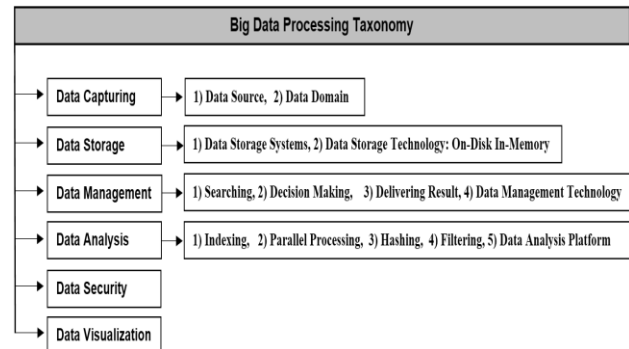 Big Data Processing Taxonomy
Data Capturing
1) Data Source, 2) Data Domain
Data Storage
1) Data Storage Systems, 2) Data Storage Technology: On-Disk In-Memory
Data Management
1) Searching, 2) Decision Making, 3) Delivering Result, 4) Data Management Technology
Data Analysis
1) Indexing, 2) Parallel Processing, 3) Hashing, 4) Filtering, 5) Data Analysis Platform
Data Security
Data Visualization